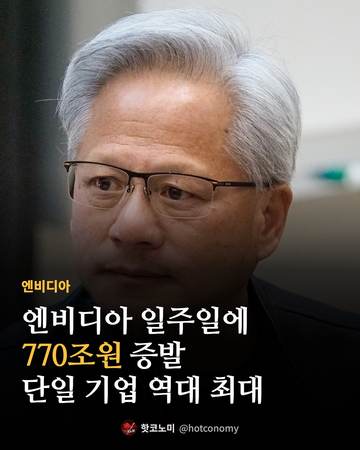 엔비디아
엔비디아 일주일에
770조원 증발
단일 기업 역대 최대
핫코노미 @hotconomy